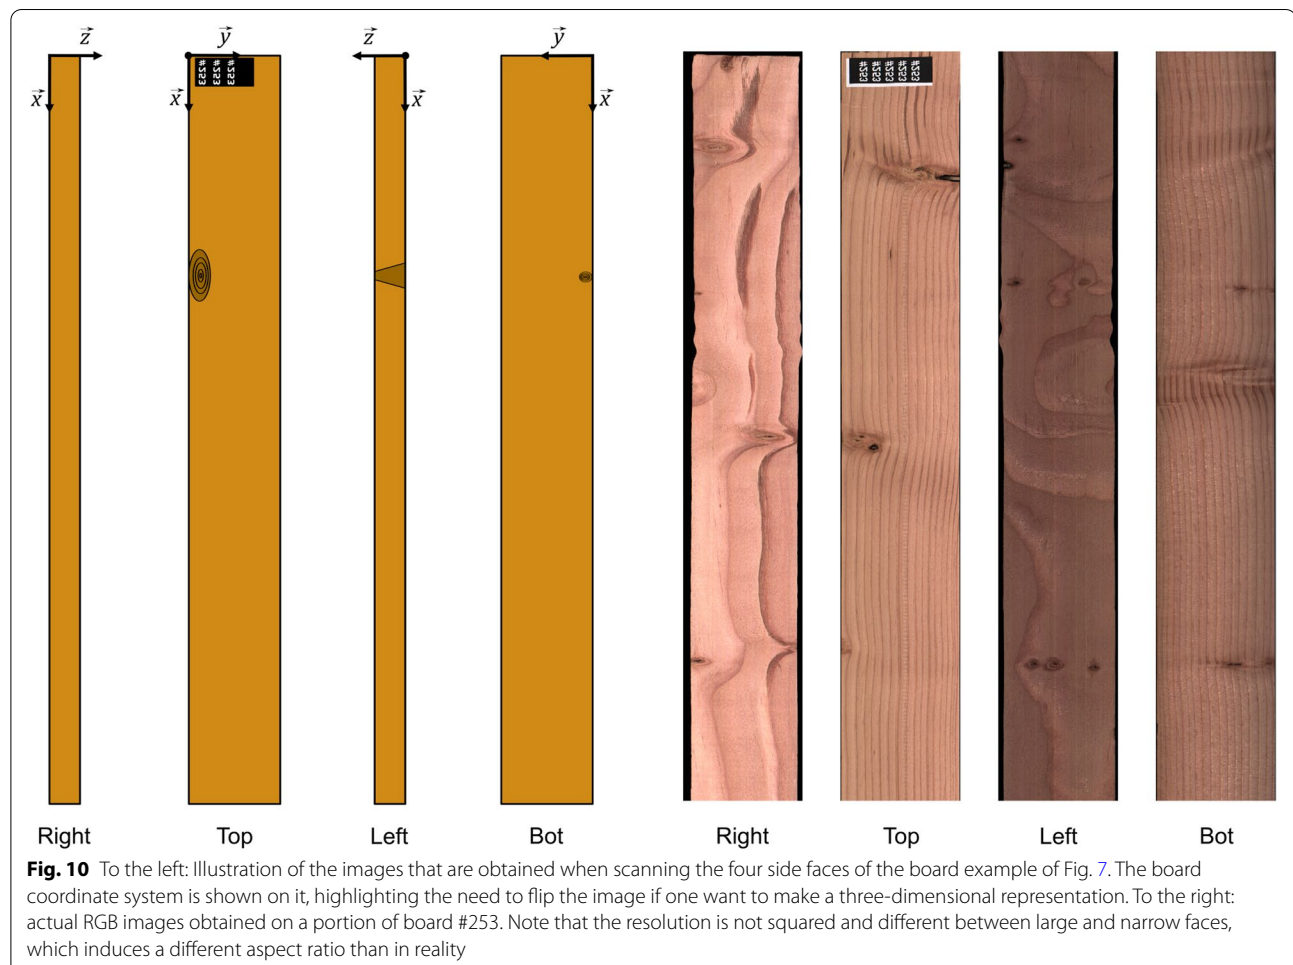 z y z y
x x x x
#253 #253 #253
#253 #253 #253 #253 #253
Right Top Left Bot Right Top Left Bot
Fig. 10 To the left: Illustration of the images that are obtained when scanning the four side faces of the board example of Fig. 7. The board
coordinate system is shown on it, highlighting the need to flip the image if one want to make a three-dimensional representation. To the right:
actual RGB images obtained on a portion of board #253. Note that the resolution is not squared and different between large and narrow faces,
which induces a different aspect ratio than in reality